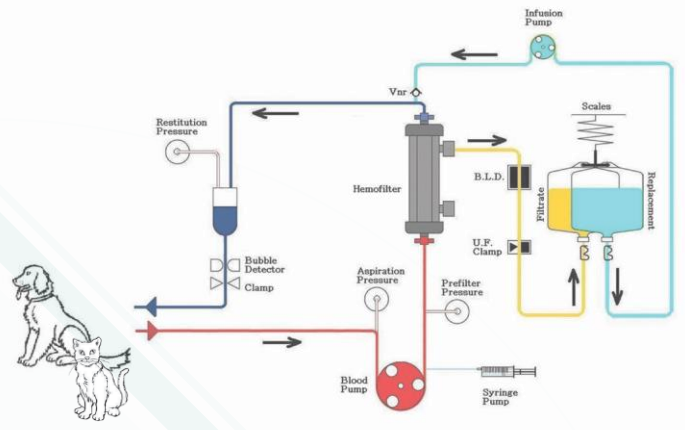 Infusion
Pump
Vnr
Scales
Restitution
Pressure
B.L.D.
Filtrate
Replacement
Hemofilter
U.F.
Clamp
Bubble
Detector
Clamp
Aspiration
Pressure
Prefilter
Pressure
Blood
Pump
Syringe
Pump